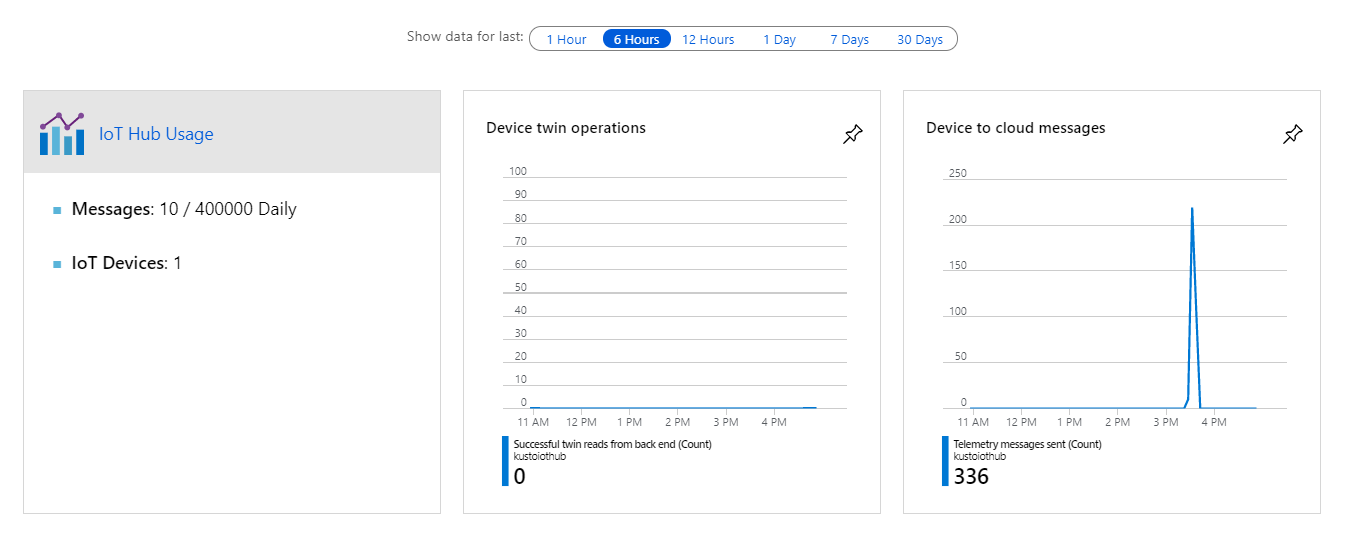 Show data for last:
1 Hour
6 Hours
12 Hours
1 Day
7 Days
30 Days
IoT Hub Usage
Messages: 10 / 400000 Daily
IoT Devices: 1
Device twin operations
100
90
80
70
60
50
40
30
20
10
0
11 AM 12 PM 1 PM 2 PM 3 PM 4 PM
Successful twin reads from back end (Count)
kustoiothub
0
Device to cloud messages
250
200
150
100
50
0
11 AM 12 PM 1 PM 2 PM 3 PM 4 PM
Telemetry messages sent (Count)
kustoiothub
336